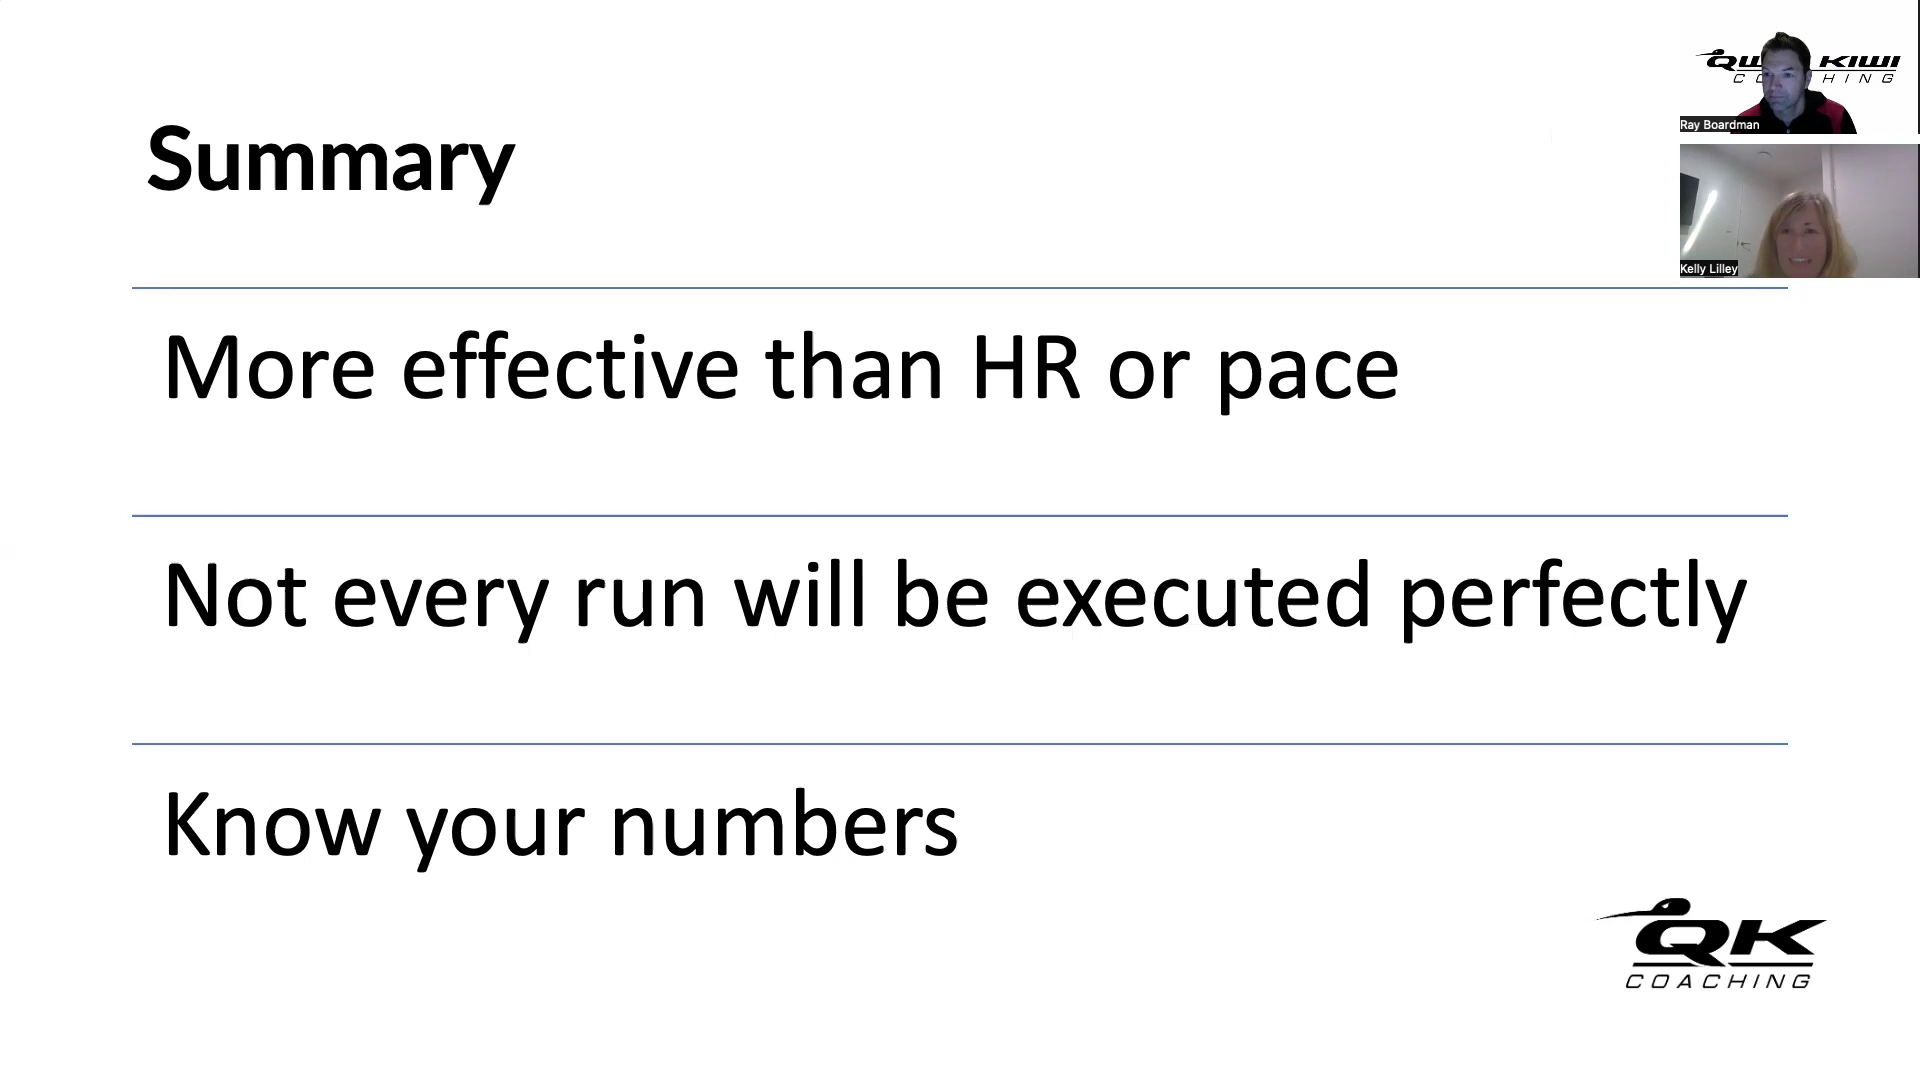 Summary
More effective than HR or pace
Not every run will be executed perfectly
Know your numbers
QK
COACHING
KIWI
Ray Boardman
Kelly Lilley